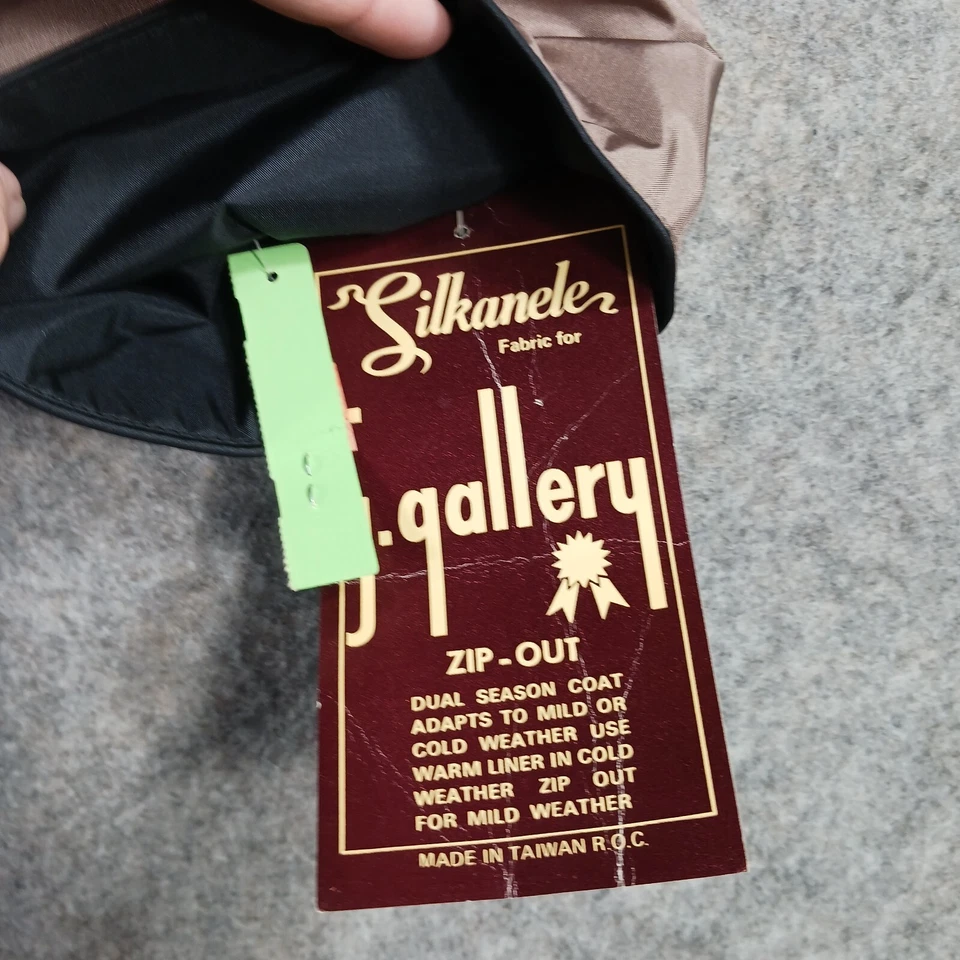 Silkanele
Fabric for
j.gallery
ZIP-OUT
DUAL SEASON COAT
ADAPTS TO MILD OR
COLD WEATHER USE
WARM LINER IN COLD
WEATHER ZIP OUT
FOR MILD WEATHER
MADE IN TAIWAN R.O.C.